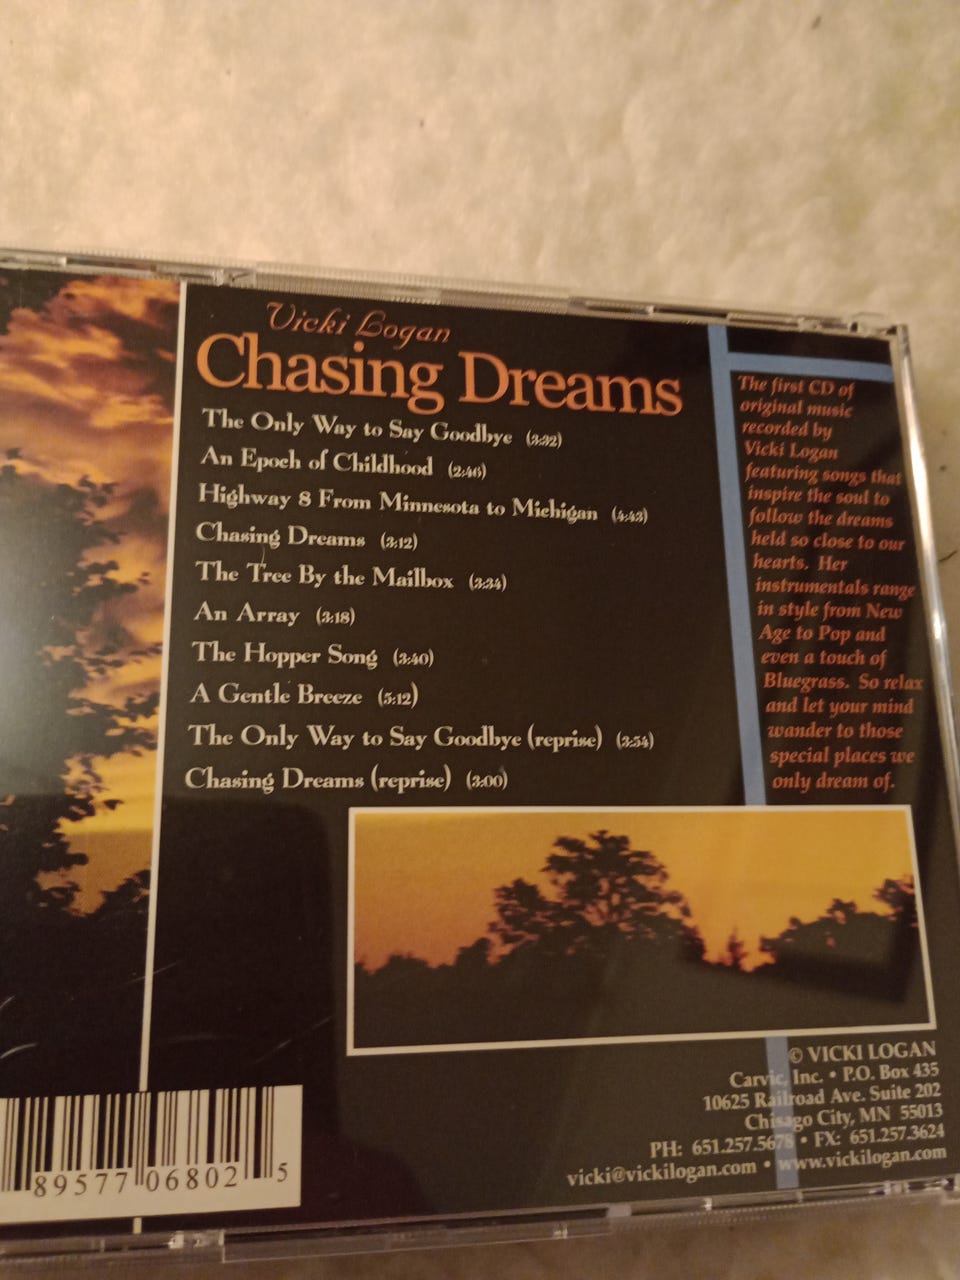 Vicki Logan
Chasing Dreams
The Only Way to Say Goodbye (3:32)
An Epoch of Childhood (2:46)
Highway 8 From Minnesota to Michigan (4:43)
Chasing Dreams (3:12)
The Tree By the Mailbox (3:34)
An Array (3:18)
The Hopper Song (3:40)
A Gentle Breeze (5:12)
The Only Way to Say Goodbye (reprise) (3:54)
Chasing Dreams (reprise) (3:00)
The first CD of
original music
recorded by
Vicki Logan
featuring songs that
inspire the soul to
follow the dreams
held so close to our
hearts. Her
instrumentals range
in style from New
Age to Pop and
even a touch of
Bluegrass. So relax
and let your mind
wander to those
special places we
only dream of.
© VICKI LOGAN
Carvic, Inc. • P.O. Box 435
10625 Railroad Ave. Suite 202
Chisago City, MN 55013
PH: 651.257.5678 • FX: 651.257.3624
vicki@vickilogan.com • www.vickilogan.com
89577 06802 5